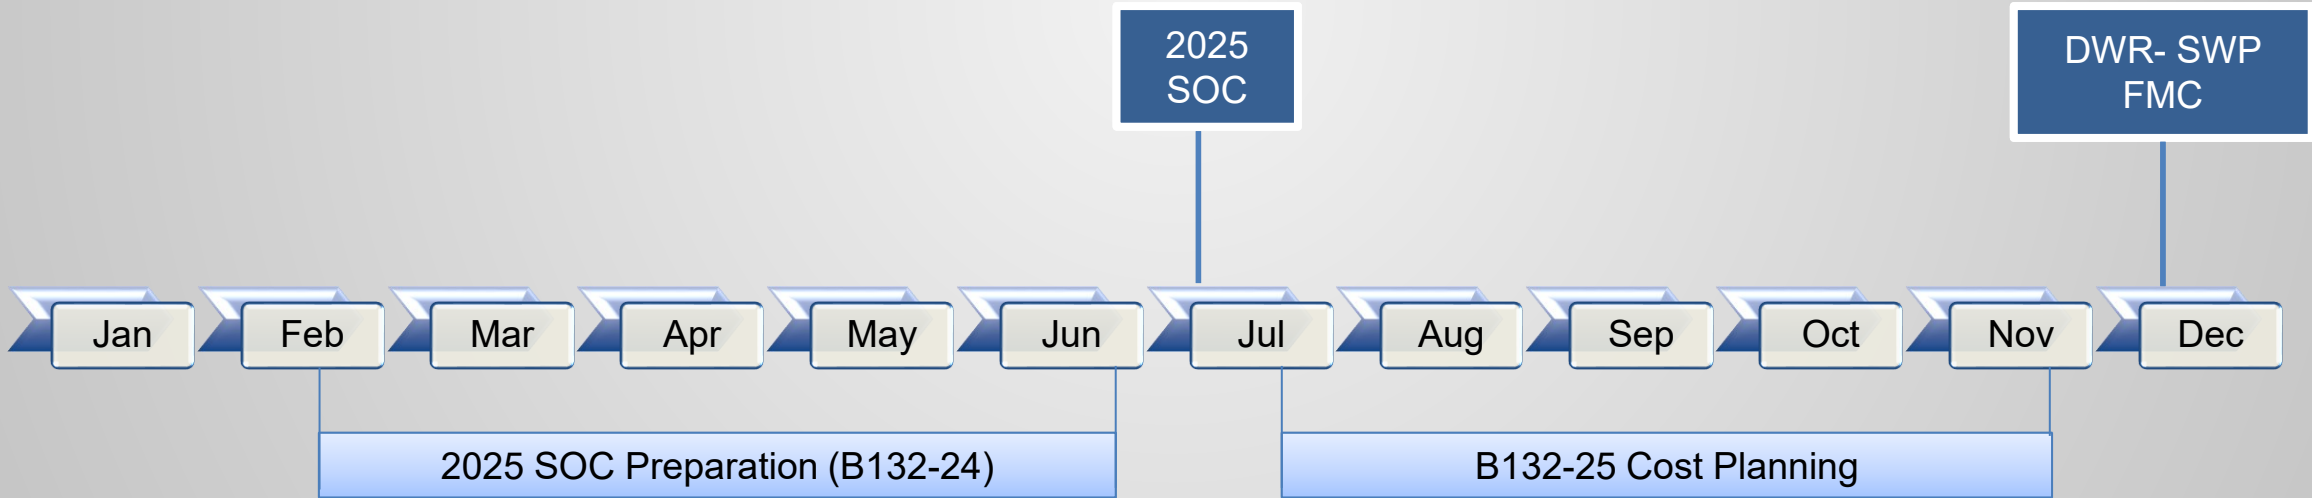 2025
SOC
DWR- SWP
FMC
Jan
Feb
Mar
Apr
May
Jun
Jul
Aug
Sep
Oct
Nov
Dec
2025 SOC Preparation (B132-24)
B132-25 Cost Planning